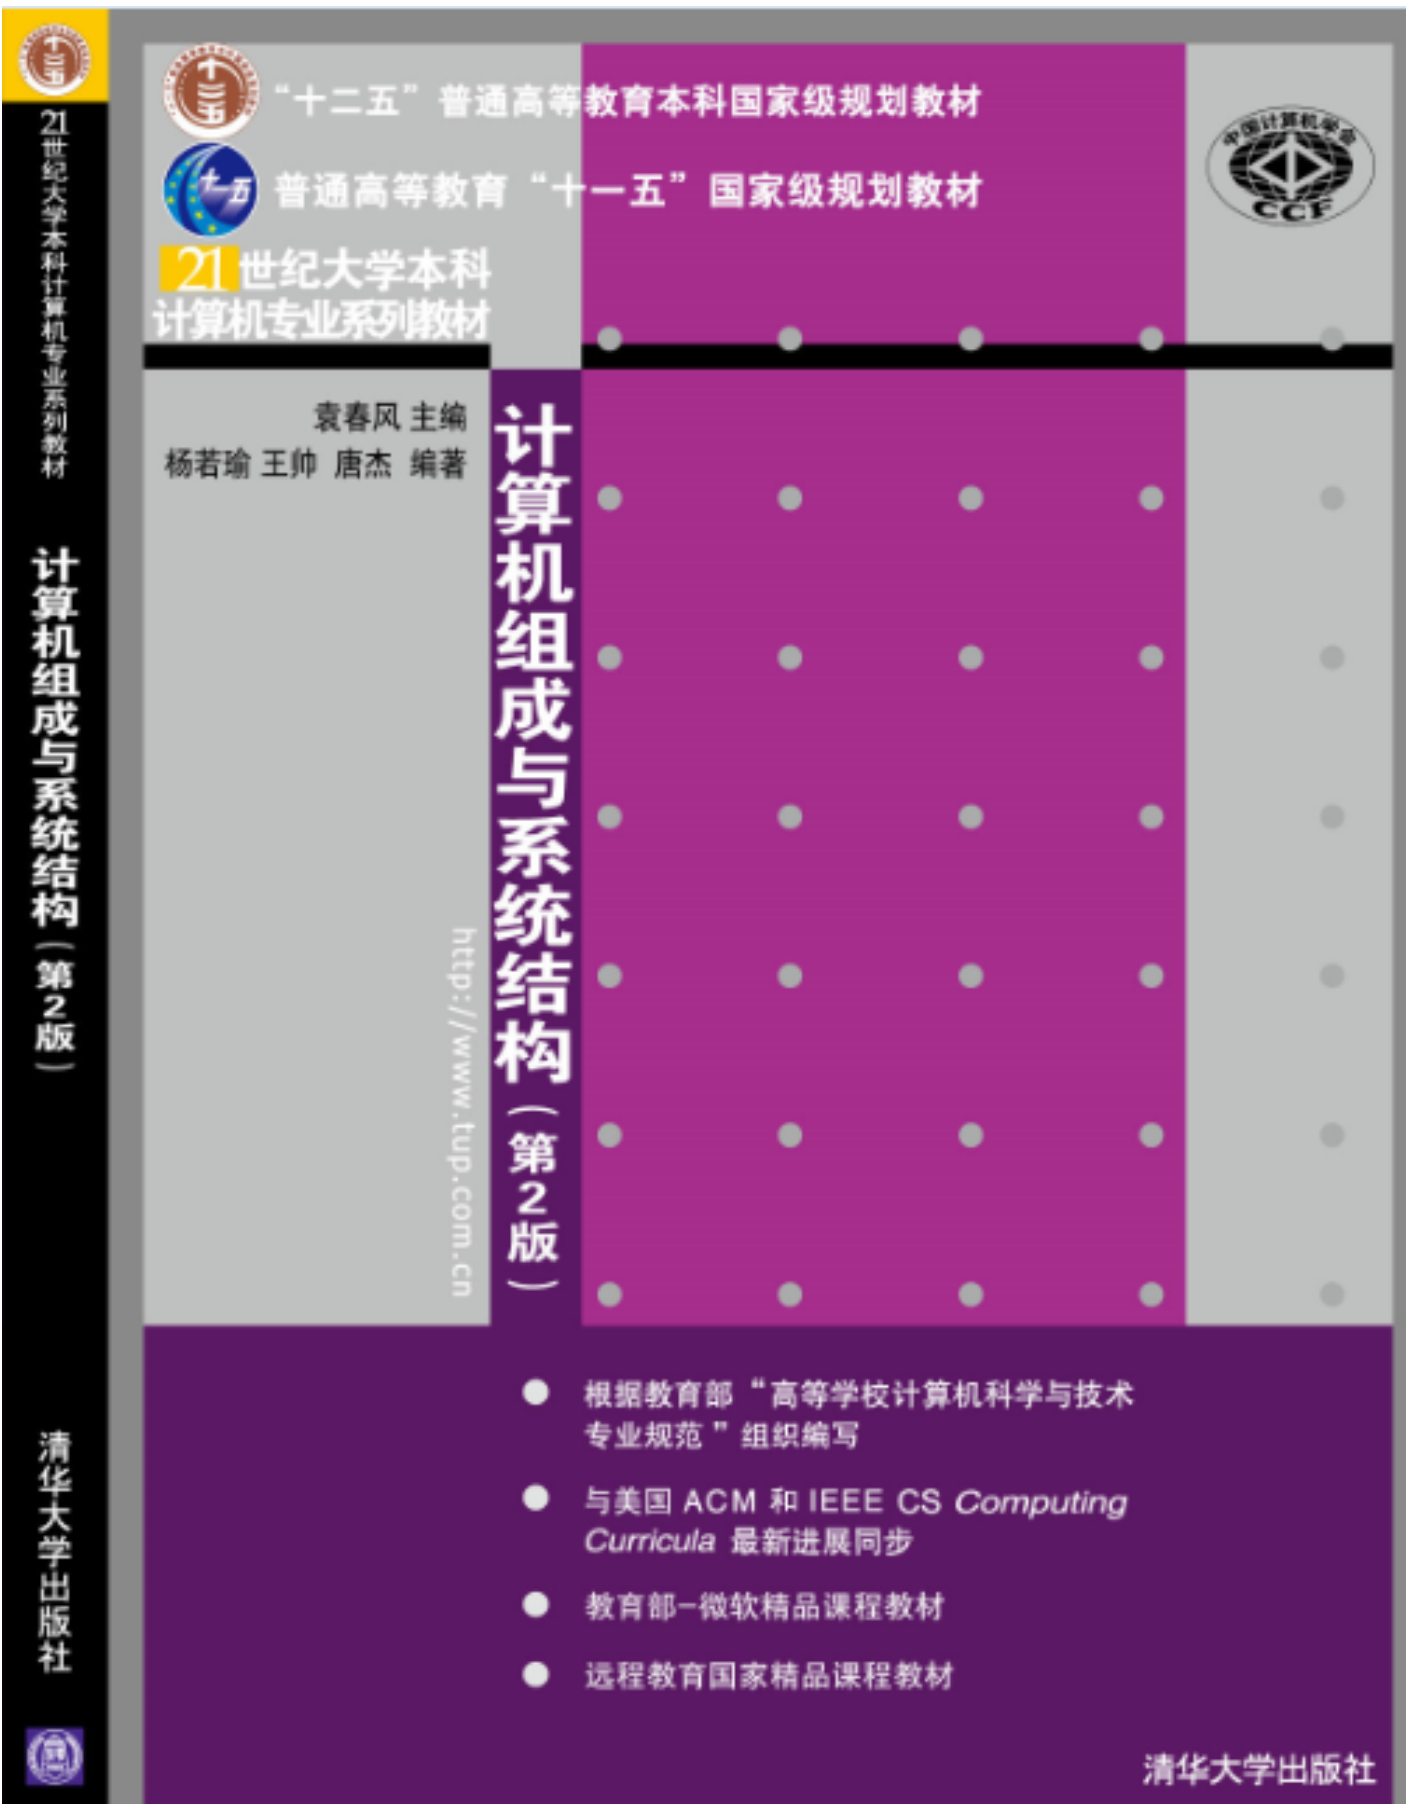 21世纪大学本科计算机专业系列教材
计算机组成与系统结构(第2版)
清华大学出版社
“十二五”普通高等教育本科国家级规划教材
十一五
普通高等教育“十一五”国家级规划教材
21世纪大学本科
计算机专业系列教材
中国计算机学会
CCF
袁春风 主编
杨若瑜 王帅 唐杰 编著
计算机组成与系统结构(第2版)
http://www.tup.com.cn
根据教育部“高等学校计算机科学与技术
专业规范”组织编写
与美国 ACM 和 IEEE CS Computing
Curricula 最新进展同步
教育部-微软精品课程教材
远程教育国家精品课程教材
清华大学出版社